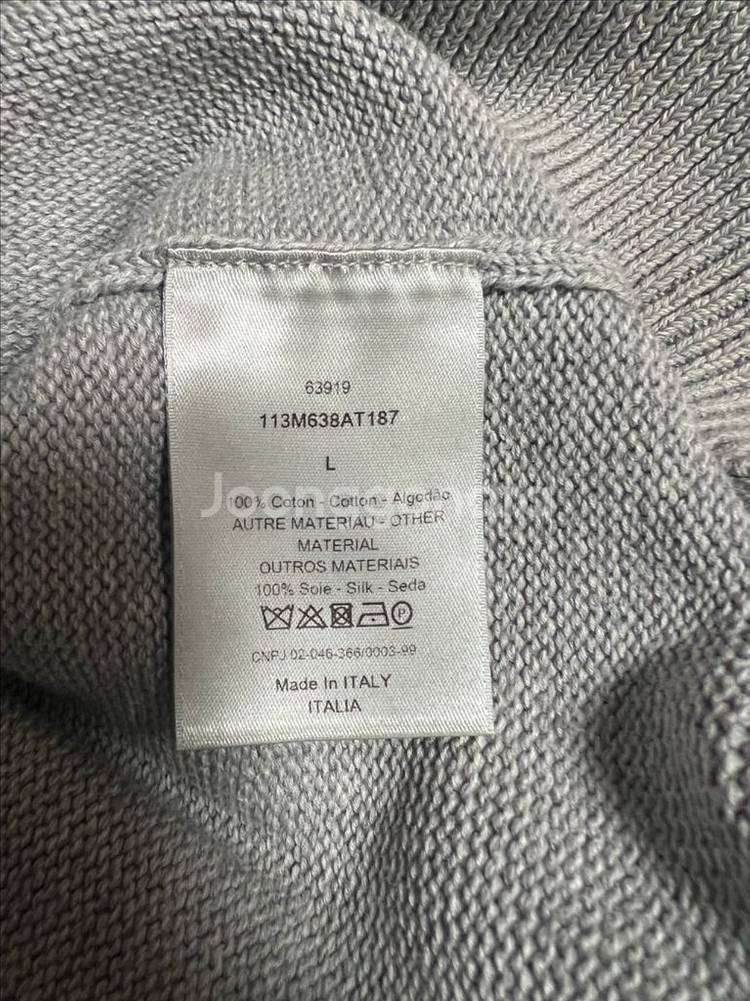 63919
113M638AT187
L
100% Coton - Cotton - Algodão
AUTRE MATERIAU - OTHER
MATERIAL
OUTROS MATERIAIS
100% Soie - Silk - Seda
CNPJ 02-046-366/0003-99
Made In ITALY
ITALIA